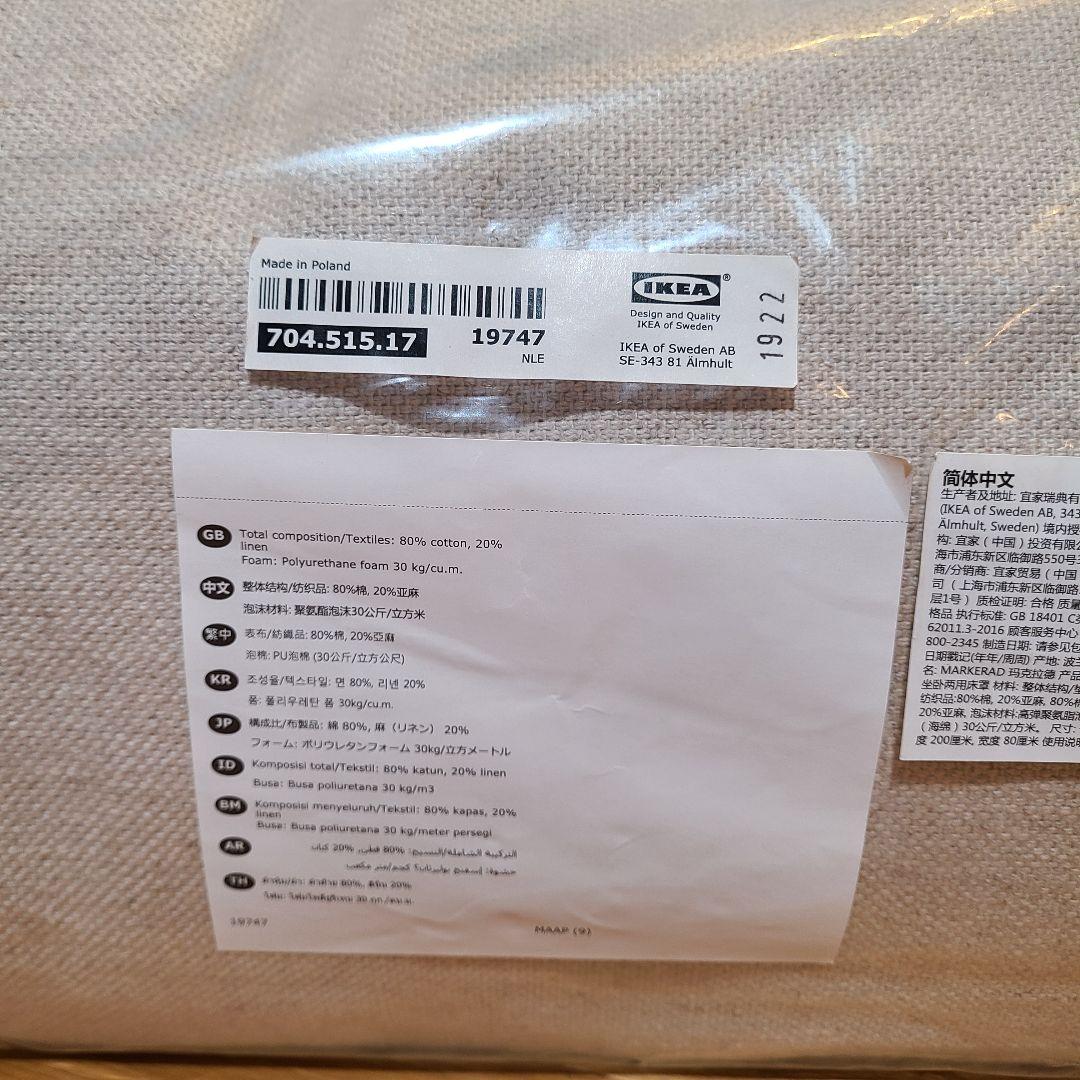 Made in Poland
704.515.17
19747
NLE
IKEA®
Design and Quality
IKEA of Sweden
IKEA of Sweden AB
SE-343 81 Älmhult
1922
GB Total composition/Textiles: 80% cotton, 20%
linen
Foam: Polyurethane foam 30 kg/cu.m.
中文 整体结构/纺织品: 80%棉, 20%亚麻
泡沫材料: 聚氨酯泡沫30公斤/立方米
繁中 表布/紡織品: 80%棉, 20%亞麻
泡棉: PU泡棉 (30公斤/立方公尺)
KR 조성율/텍스타일: 면 80%, 리넨 20%
폼: 폴리우레탄 폼 30kg/cu.m.
JP 構成比/布製品: 綿 80%, 麻（リネン） 20%
フォーム: ポリウレタンフォーム 30kg/立方メートル
ID Komposisi total/Tekstil: 80% katun, 20% linen
Busa: Busa poliuretana 30 kg/m3
BM Komposisi menyeluruh/Tekstil: 80% kapas, 20%
linen
Busa: Busa poliuretana 30 kg/meter persegi
AR التركيبة الشاملة/النسيج: 80% قطن, 20% كتان
TH
19747
MAAP (9)
简体中文
生产者及地址: 宜家瑞典有
(IKEA of Sweden AB, 343
Älmhult, Sweden) 境内授
构: 宜家（中国）投资有限公
海市浦东新区临御路550号
商/分销商: 宜家贸易（中国
司（上海市浦东新区临御路
层1号）质检证明: 合格 质量
格品 执行标准: GB 18401 C
62011.3-2016 顾客服务中心
800-2345 制造日期: 请参见包
日期戳记(年年/周周) 产地: 波兰
名: MARKERAD 玛克拉德 产品
坐卧两用床罩 材料: 整体结构/
纺织品:80%棉, 20%亚麻, 80%
20%亚麻, 泡沫材料:高弹聚氨酯
（海绵）30公斤/立方米。 尺寸:
度 200厘米, 宽度 80厘米 使用说明